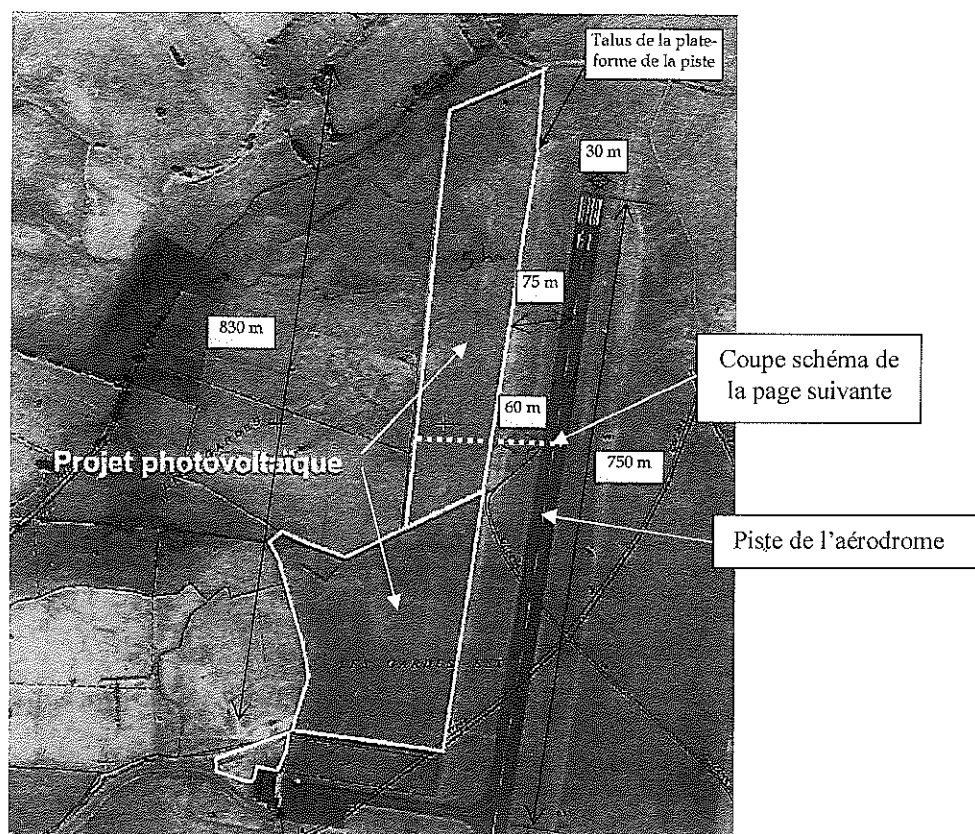 Talus de la plate-
forme de la piste
30 m
75 m
830 m
Coupe schéma de
la page suivante
60 m
Projet photovoltaïque
750 m
Piste de l'aérodrome